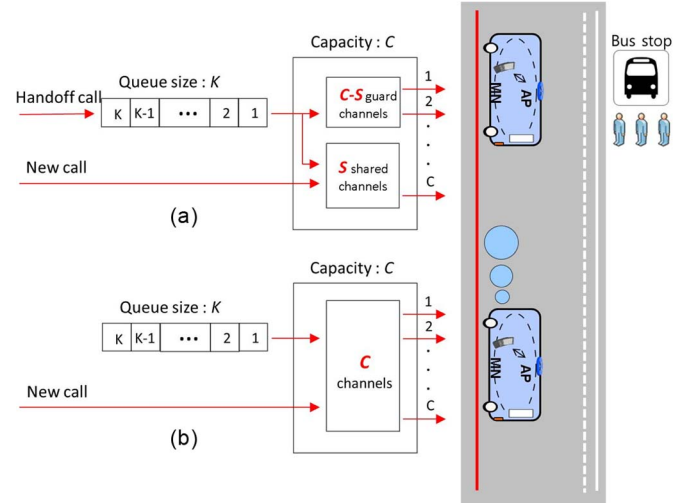 Capacity : C
Queue size : K
Handoff call
K K-1 ••• 2 1
C-S guard
channels
1
2
S shared
channels
C
New call
(a)
Capacity : C
Queue size : K
K K-1 ••• 2 1
C
channels
1
2
C
New call
(b)
MN AP
Bus stop
MN AP